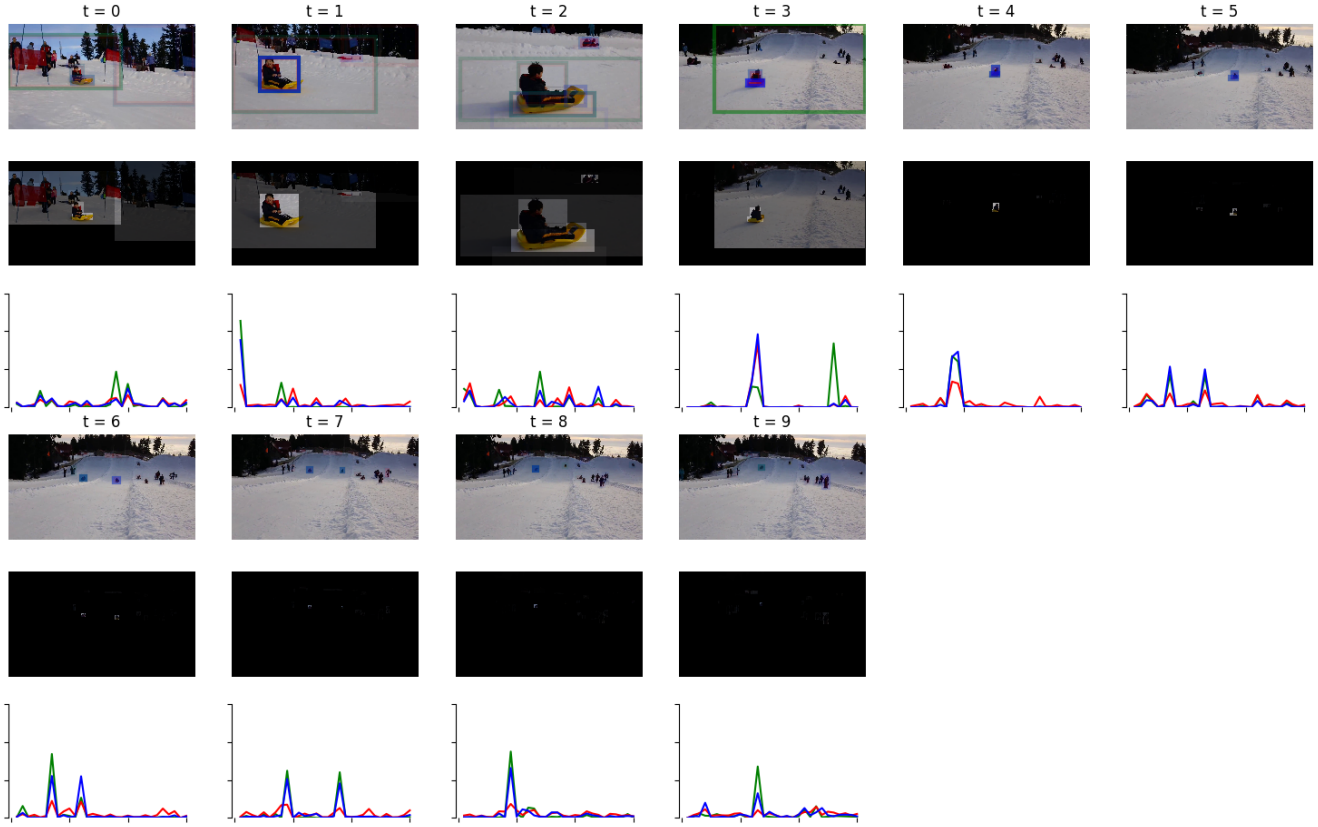 t = 0
t = 1
t = 2
t = 3
t = 4
t = 5
t = 6
t = 7
t = 8
t = 9